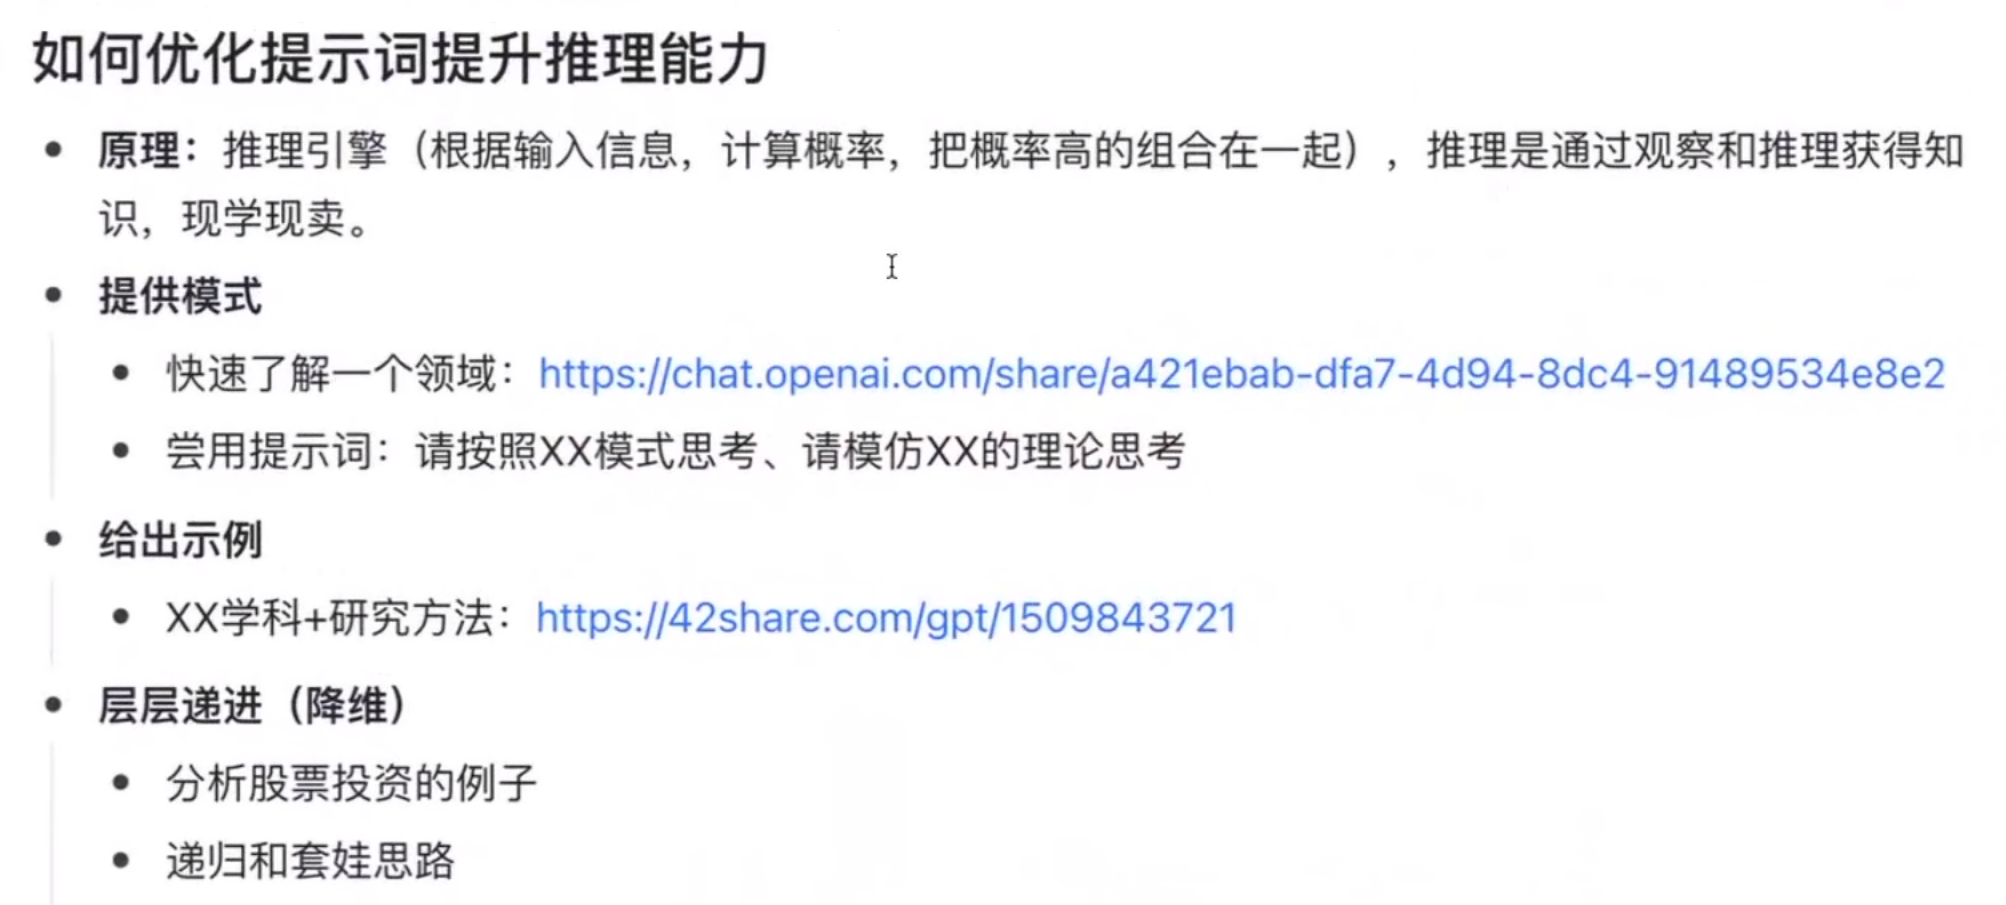 如何优化提示词提升推理能力
原理：推理引擎（根据输入信息，计算概率，把概率高的组合在一起），推理是通过观察和推理获得知
识，现学现卖。
提供模式
快速了解一个领域：https://chat.openai.com/share/a421ebab-dfa7-4d94-8dc4-91489534e8e2
尝用提示词：请按照XX模式思考、请模仿XX的理论思考
给出示例
XX学科+研究方法：https://42share.com/gpt/1509843721
层层递进（降维）
分析股票投资的例子
递归和套娃思路